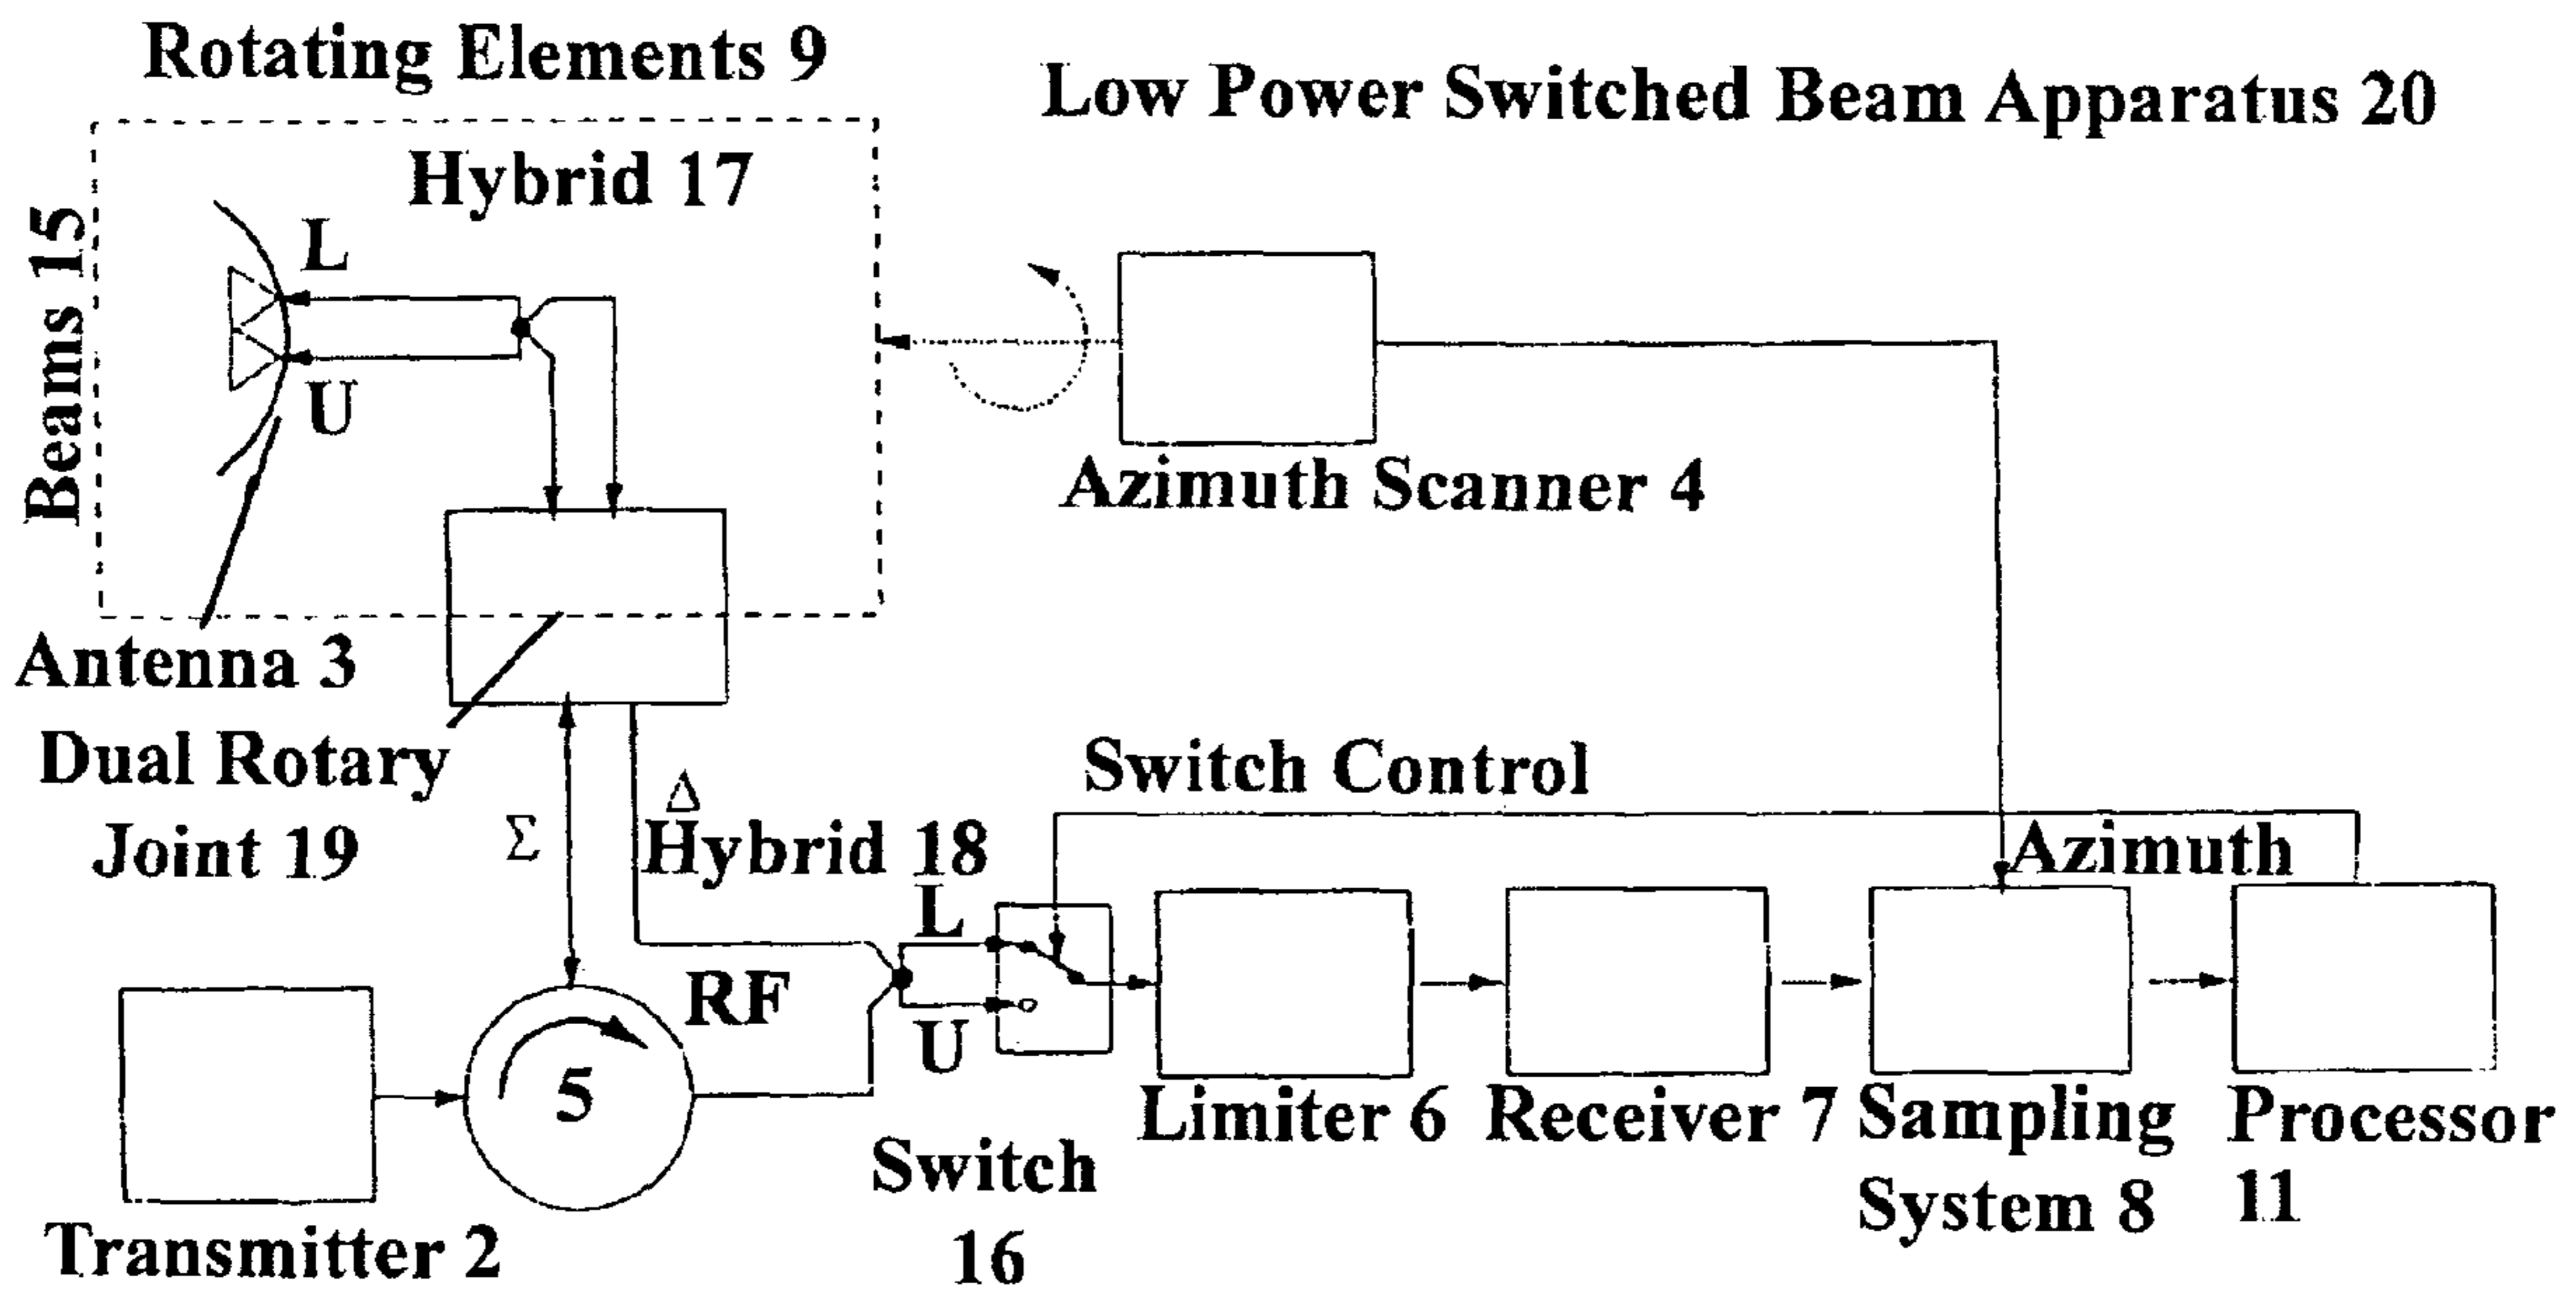 Rotating Elements 9
Low Power Switched Beam Apparatus 20
Hybrid 17
Beams 15
L
U
Azimuth Scanner 4
Antenna 3
Dual Rotary
Joint 19
Σ
Δ
Hybrid 18
Switch Control
Azimuth
L
RF
U
5
Transmitter 2
Switch
16
Limiter 6
Receiver 7
Sampling
System 8
Processor
11